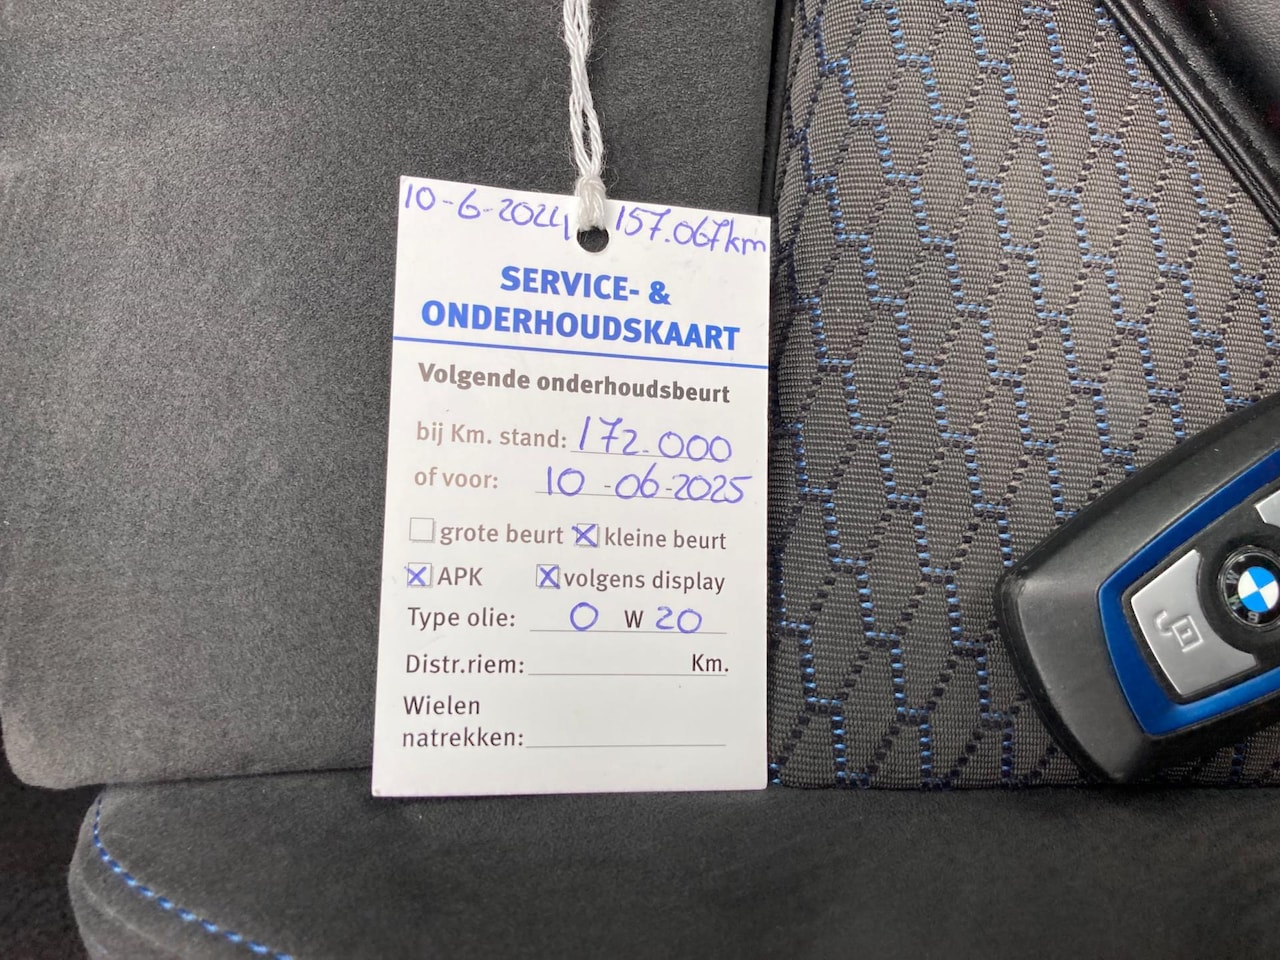 10-6-2024 157.067km
SERVICE- &
ONDERHOUDSKAART
Volgende onderhoudsbeurt
bij Km. stand: 172.000
of voor: 10-06-2025
grote beurt kleine beurt
APK volgens display
Type olie: 0 W 20
Distr.riem: Km.
Wielen
natrekken: